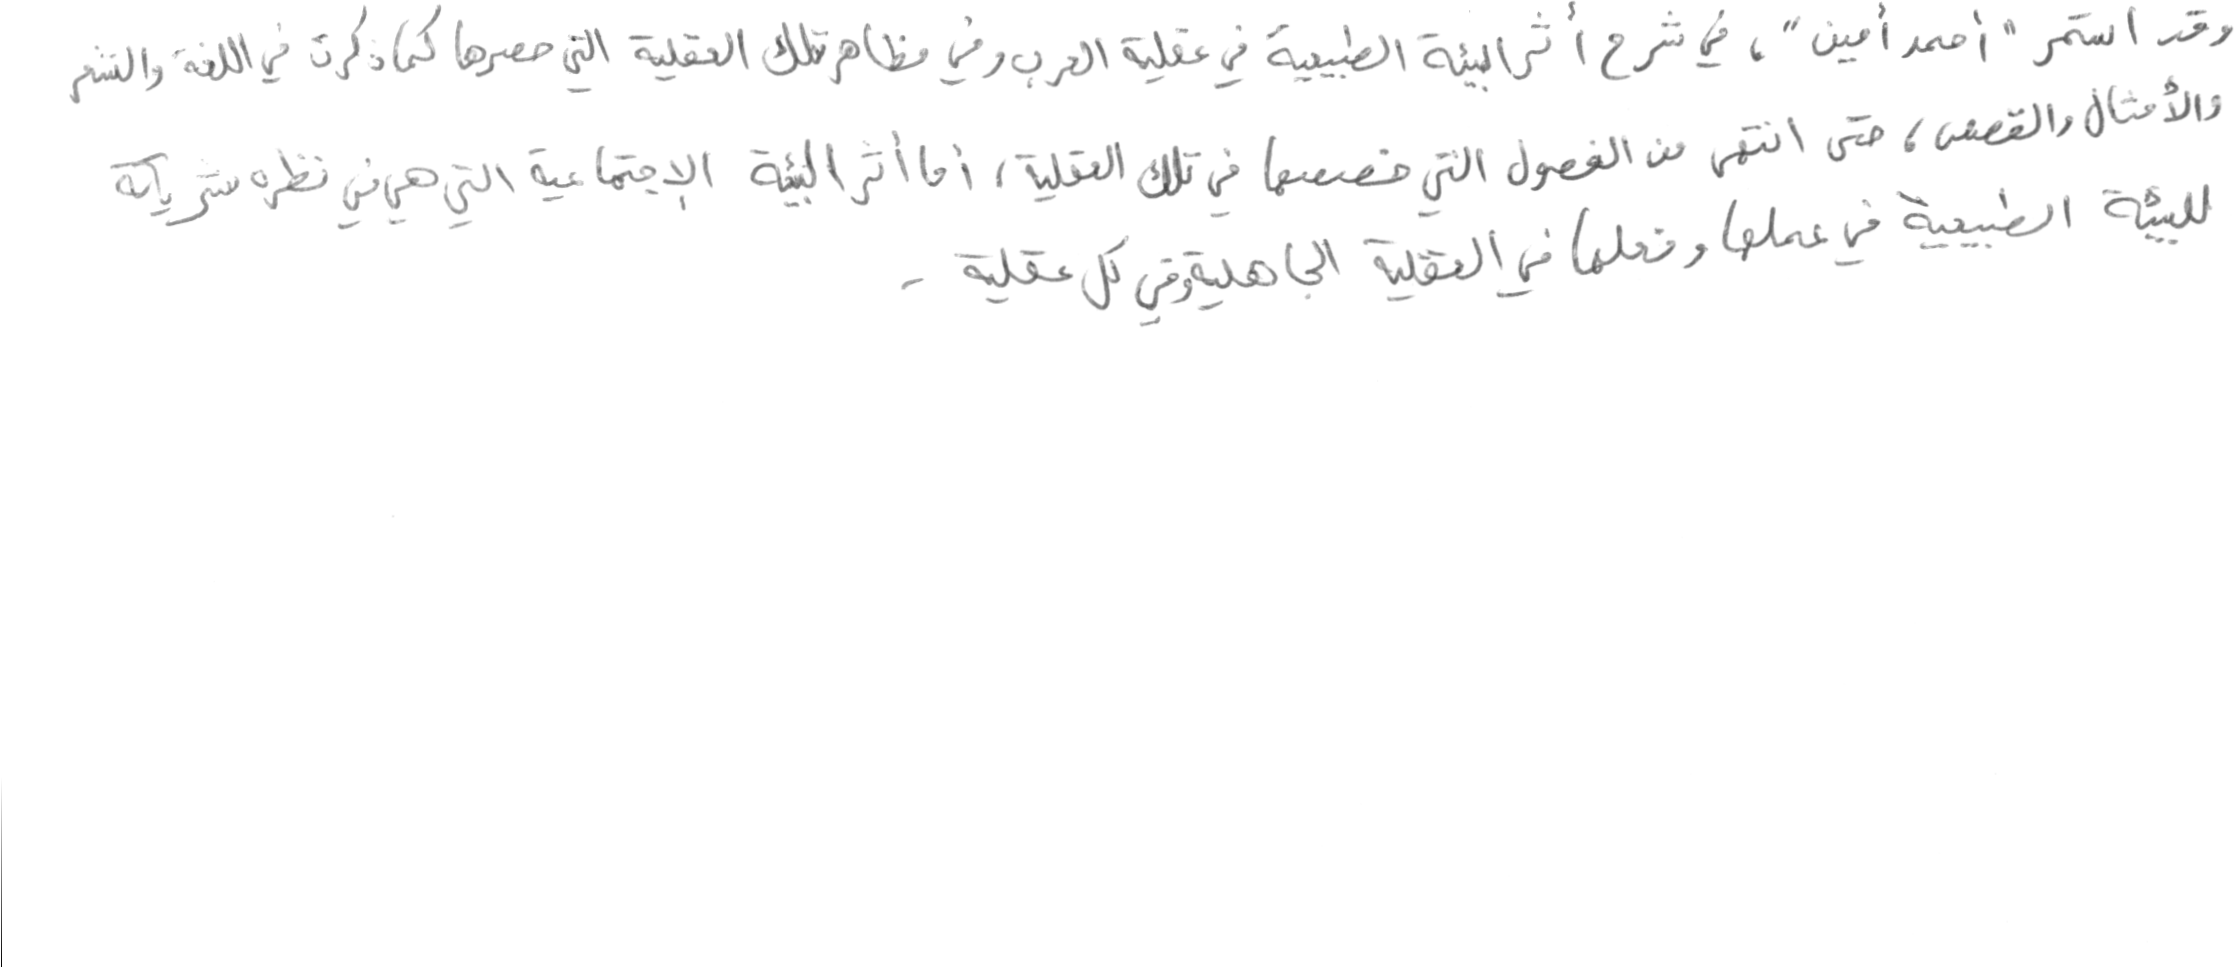 وقد استمر "أحمد أمين"، في شرح أثر البيئة الطبيعية في عقلية العرب وفي مظاهر تلك العقلية التي حصرها كما ذكرت في اللغة والشعر
والأمثال والقصص، حتى انتهى من الفصول التي خصصها في تلك العقلية، أما أثر البيئة الإجتماعية التي هي في نظره شريكة
للبيئة الطبيعية في عملها وفعلها في العقلية الجاهلية وفي كل عقلية -